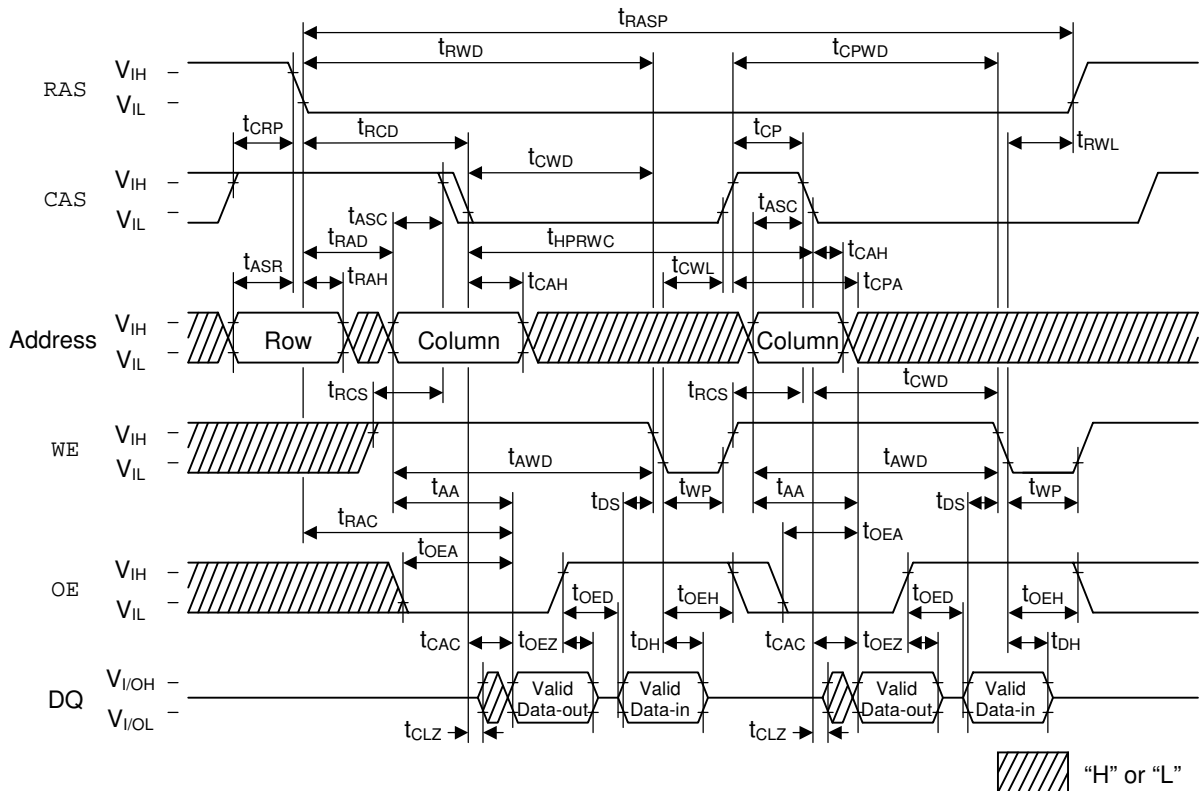 tRASP
tRWD tCPWD
RAS VIH
VIL
tCRP tRCD tCP tRWL
tCWD
CAS VIH
VIL
tASC tASC
tRAD tHPRWC tCAH
tASR tRAH tCAH tCWL tCPA
Address VIH
VIL
Row Column Column
tRCS tRCS tCWD
WE VIH
VIL
tAWD tAWD
tAA tDS tWP tAA tDS tWP
tRAC tOEA
tOEA
OE VIH
VIL
tOED tOEH tOED tOEH
tCAC tOEZ tDH tCAC tOEZ tDH
DQ VI/OH
VI/OL
Valid Data-out Valid Data-in Valid Data-out Valid Data-in
tCLZ tCLZ
“H” or “L”